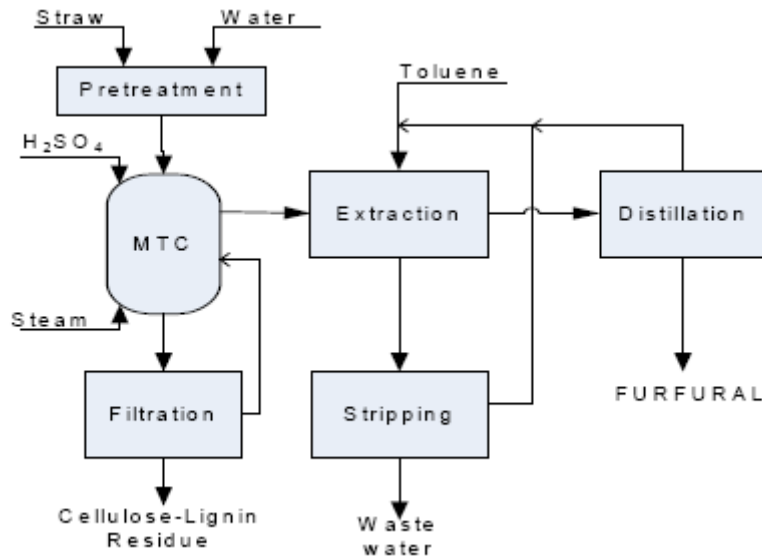 Straw
Water
Pretreatment
Toluene
H₂SO₄
MTC
Extraction
Distillation
Steam
Filtration
Stripping
FURFURAL
Cellulose-Lignin
Residue
Waste
water